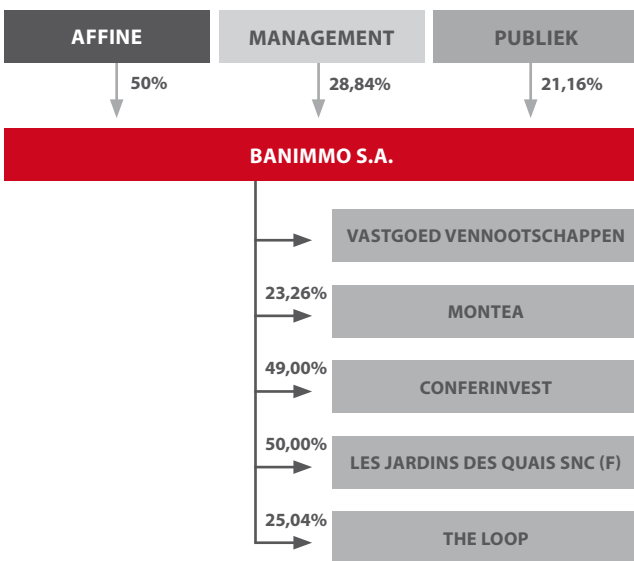 AFFINE
MANAGEMENT
PUBLIEK
50%
28,84%
21,16%
BANIMMO S.A.
VASTGOED VENNOOTSCHAPPEN
23,26%
MONTEA
49,00%
CONFERINVEST
50,00%
LES JARDINS DES QUAIS SNC (F)
25,04%
THE LOOP